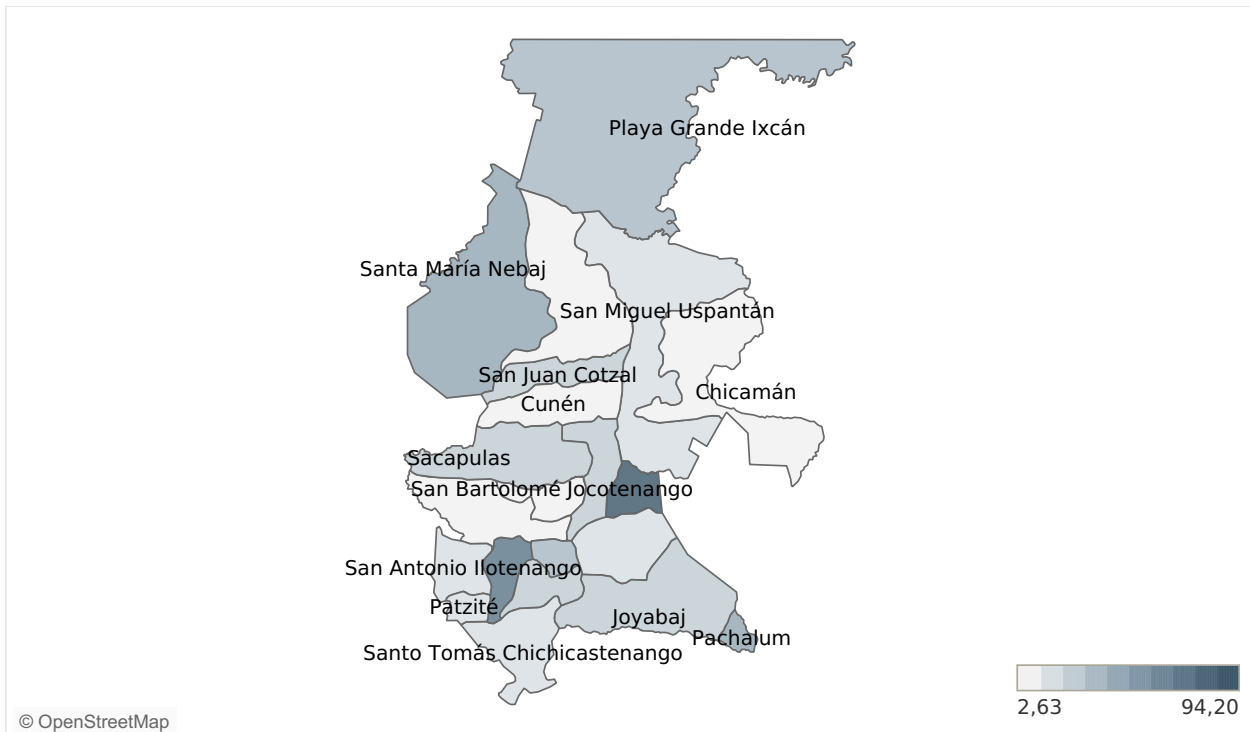 Playa Grande Ixcán
Santa María Nebaj
San Miguel Uspantán
San Juan Cotzal
Chicamán
Cunén
Sacapulas
San Bartolomé Jocotenango
San Antonio Ilotenango
Patzité
Joyabaj
Pachalum
Santo Tomás Chichicastenango
2,63 94,20
© OpenStreetMap